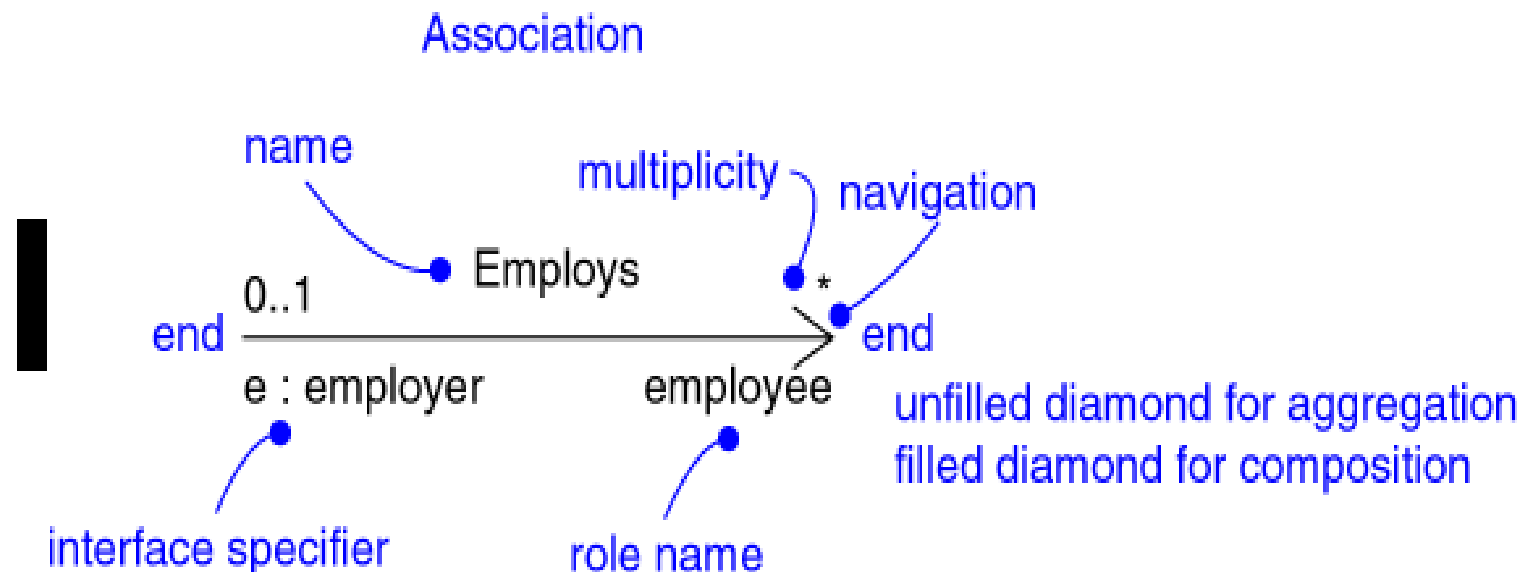 Association
name
multiplicity
navigation
Employs
0..1
*
end
end
e : employer
employee
unfilled diamond for aggregation
filled diamond for composition
interface specifier
role name